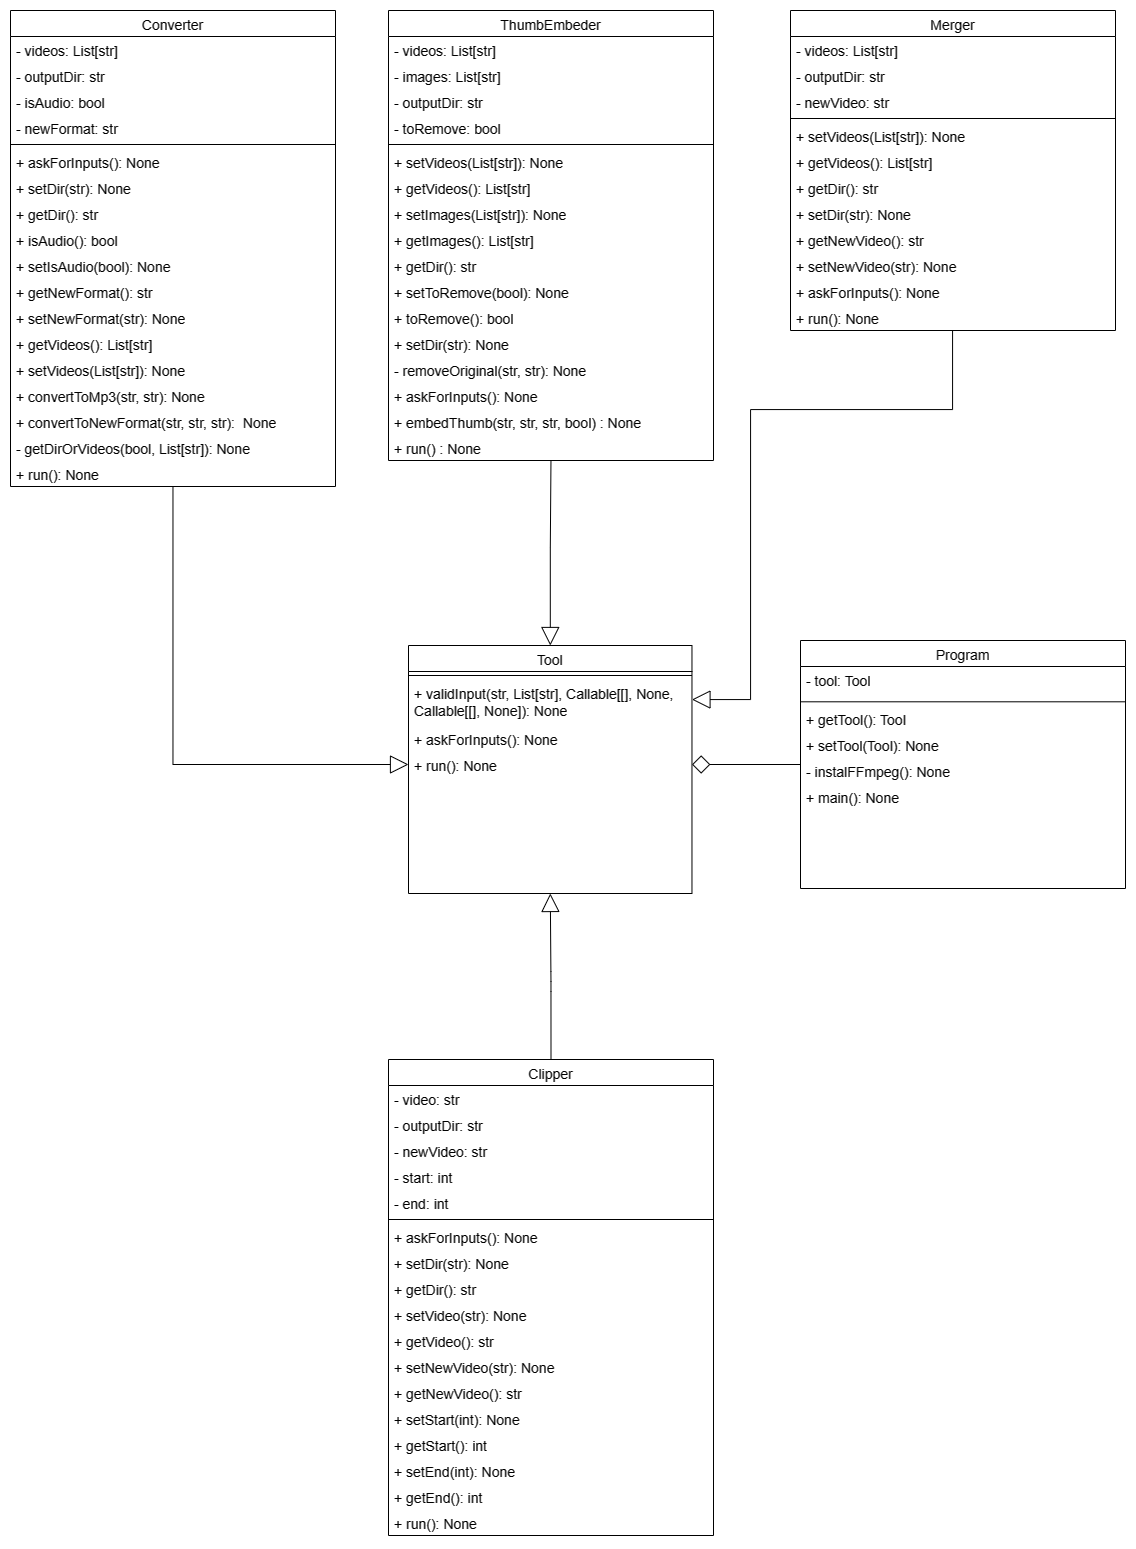 Converter
- videos: List[str]
- outputDir: str
- isAudio: bool
- newFormat: str
+ askForInputs(): None
+ setDir(str): None
+ getDir(): str
+ isAudio(): bool
+ setIsAudio(bool): None
+ getNewFormat(): str
+ setNewFormat(str): None
+ getVideos(): List[str]
+ setVideos(List[str]): None
+ convertToMp3(str, str): None
+ convertToNewFormat(str, str, str):  None
- getDirOrVideos(bool, List[str]): None
+ run(): None
ThumbEmbeder
- videos: List[str]
- images: List[str]
- outputDir: str
- toRemove: bool
+ setVideos(List[str]): None
+ getVideos(): List[str]
+ setImages(List[str]): None
+ getImages(): List[str]
+ getDir(): str
+ setToRemove(bool): None
+ toRemove(): bool
+ setDir(str): None
- removeOriginal(str, str): None
+ askForInputs(): None
+ embedThumb(str, str, str, bool) : None
+ run() : None
Merger
- videos: List[str]
- outputDir: str
- newVideo: str
+ setVideos(List[str]): None
+ getVideos(): List[str]
+ getDir(): str
+ setDir(str): None
+ getNewVideo(): str
+ setNewVideo(str): None
+ askForInputs(): None
+ run(): None
Tool
+ validInput(str, List[str], Callable[[], None,
Callable[[], None]): None
+ askForInputs(): None
+ run(): None
Program
- tool: Tool
+ getTool(): Tool
+ setTool(Tool): None
- instalFFmpeg(): None
+ main(): None
Clipper
- video: str
- outputDir: str
- newVideo: str
- start: int
- end: int
+ askForInputs(): None
+ setDir(str): None
+ getDir(): str
+ setVideo(str): None
+ getVideo(): str
+ setNewVideo(str): None
+ getNewVideo(): str
+ setStart(int): None
+ getStart(): int
+ setEnd(int): None
+ getEnd(): int
+ run(): None